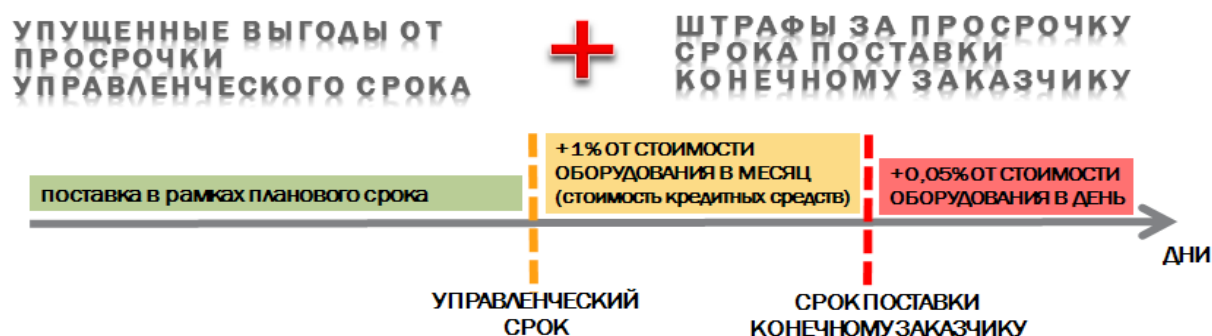 УПУЩЕННЫЕ ВЫГОДЫ ОТ
ПРОСРОЧКИ
УПРАВЛЕНЧЕСКОГО СРОКА
+
ШТРАФЫ ЗА ПРОСРОЧКУ
СРОКА ПОСТАВКИ
КОНЕЧНОМУ ЗАКАЗЧИКУ
поставка в рамках планового срока
+1% ОТ СТОИМОСТИ
ОБОРУДОВАНИЯ В МЕСЯЦ
(стоимость кредитных средств)
+0,05% ОТ СТОИМОСТИ
ОБОРУДОВАНИЯ В ДЕНЬ
ДНИ
УПРАВЛЕНЧЕСКИЙ
СРОК
СРОК ПОСТАВКИ
КОНЕЧНОМУ ЗАКАЗЧИКУ